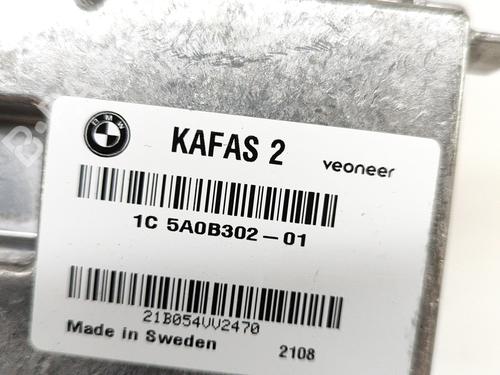 BMW
KAFAS 2
veoneer
1C 5A0B302-01
21B054VV2470
Made in Sweden
2108